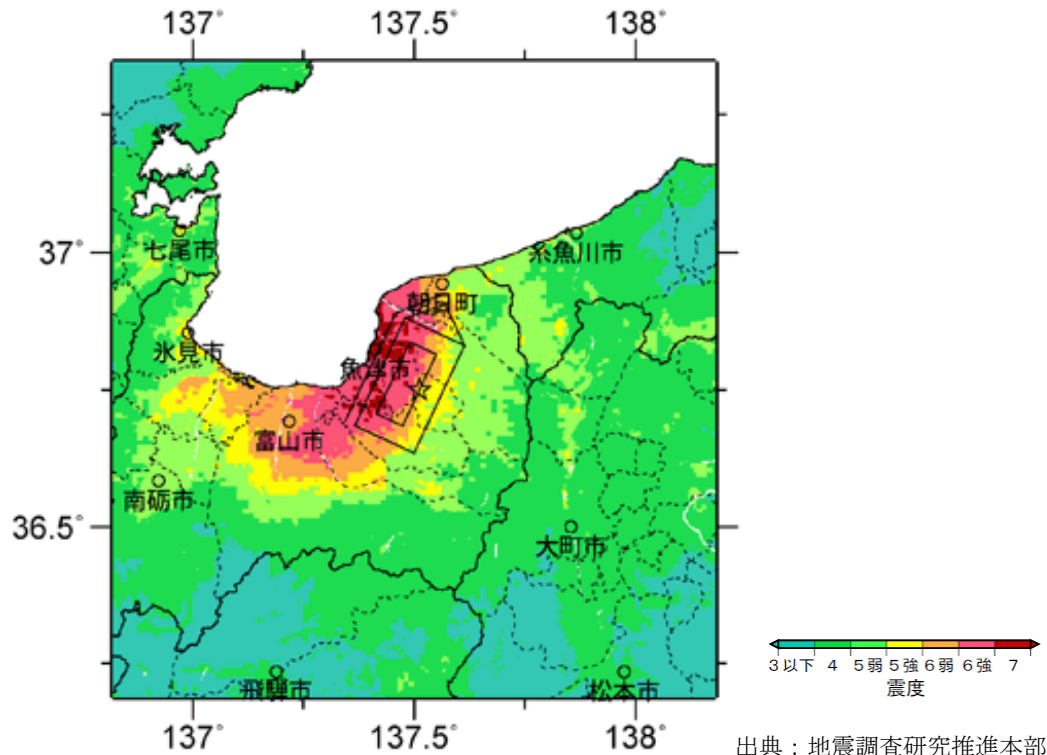 137° 137.5° 138°
37°
36.5°
七尾市
糸魚川市
朝日町
氷見市
魚津市
富山市
南砺市
大町市
飛騨市
松本市
137° 137.5° 138°
3以下 4 5弱 5強 6弱 6強 7
震度
出典：地震調査研究推進本部